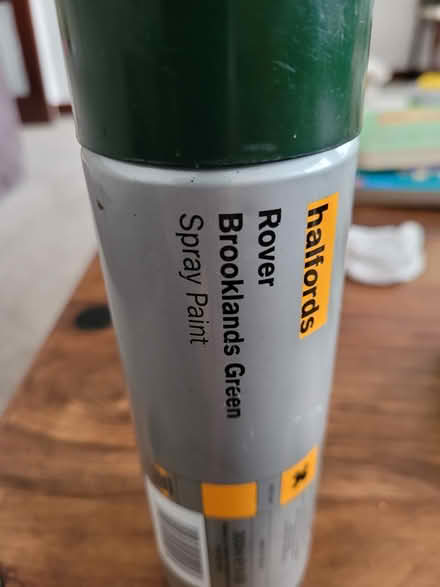 halfords
Rover
Brooklands Green
Spray Paint